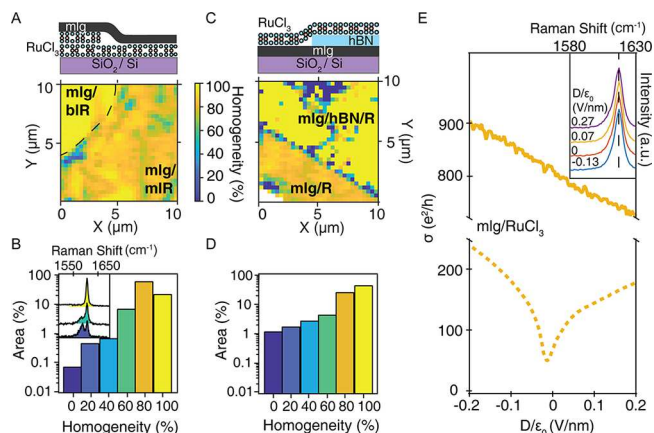 A
mlg
RuCl3
SiO2/Si
10
5
0
Y (µm)
mlg/
blR
mlg/
mlR
0
5
10
X (µm)
100
80
60
40
20
0
Homogeneity (%)
C
RuCl3
hBN
mlg
SiO2/Si
mlg/hBN/R
mlg/R
10
5
0
Y (µm)
0
5
10
X (µm)
B
Raman Shift (cm-1)
1550
1650
100
10
1
0.1
0.01
Area (%)
0 20 40 60 80 100
Homogeneity (%)
D
100
10
1
0.1
0.01
Area (%)
0 20 40 60 80 100
Homogeneity (%)
E
Raman Shift (cm-1)
1580
1630
D/ε0
(V/nm)
0.27
0.07
0
-0.13
Intensity (a.u.)
900
800
σ (e2/h)
mlg/RuCl3
200
100
0
-0.2
-0.1
0
0.1
0.2
D/ε0 (V/nm)